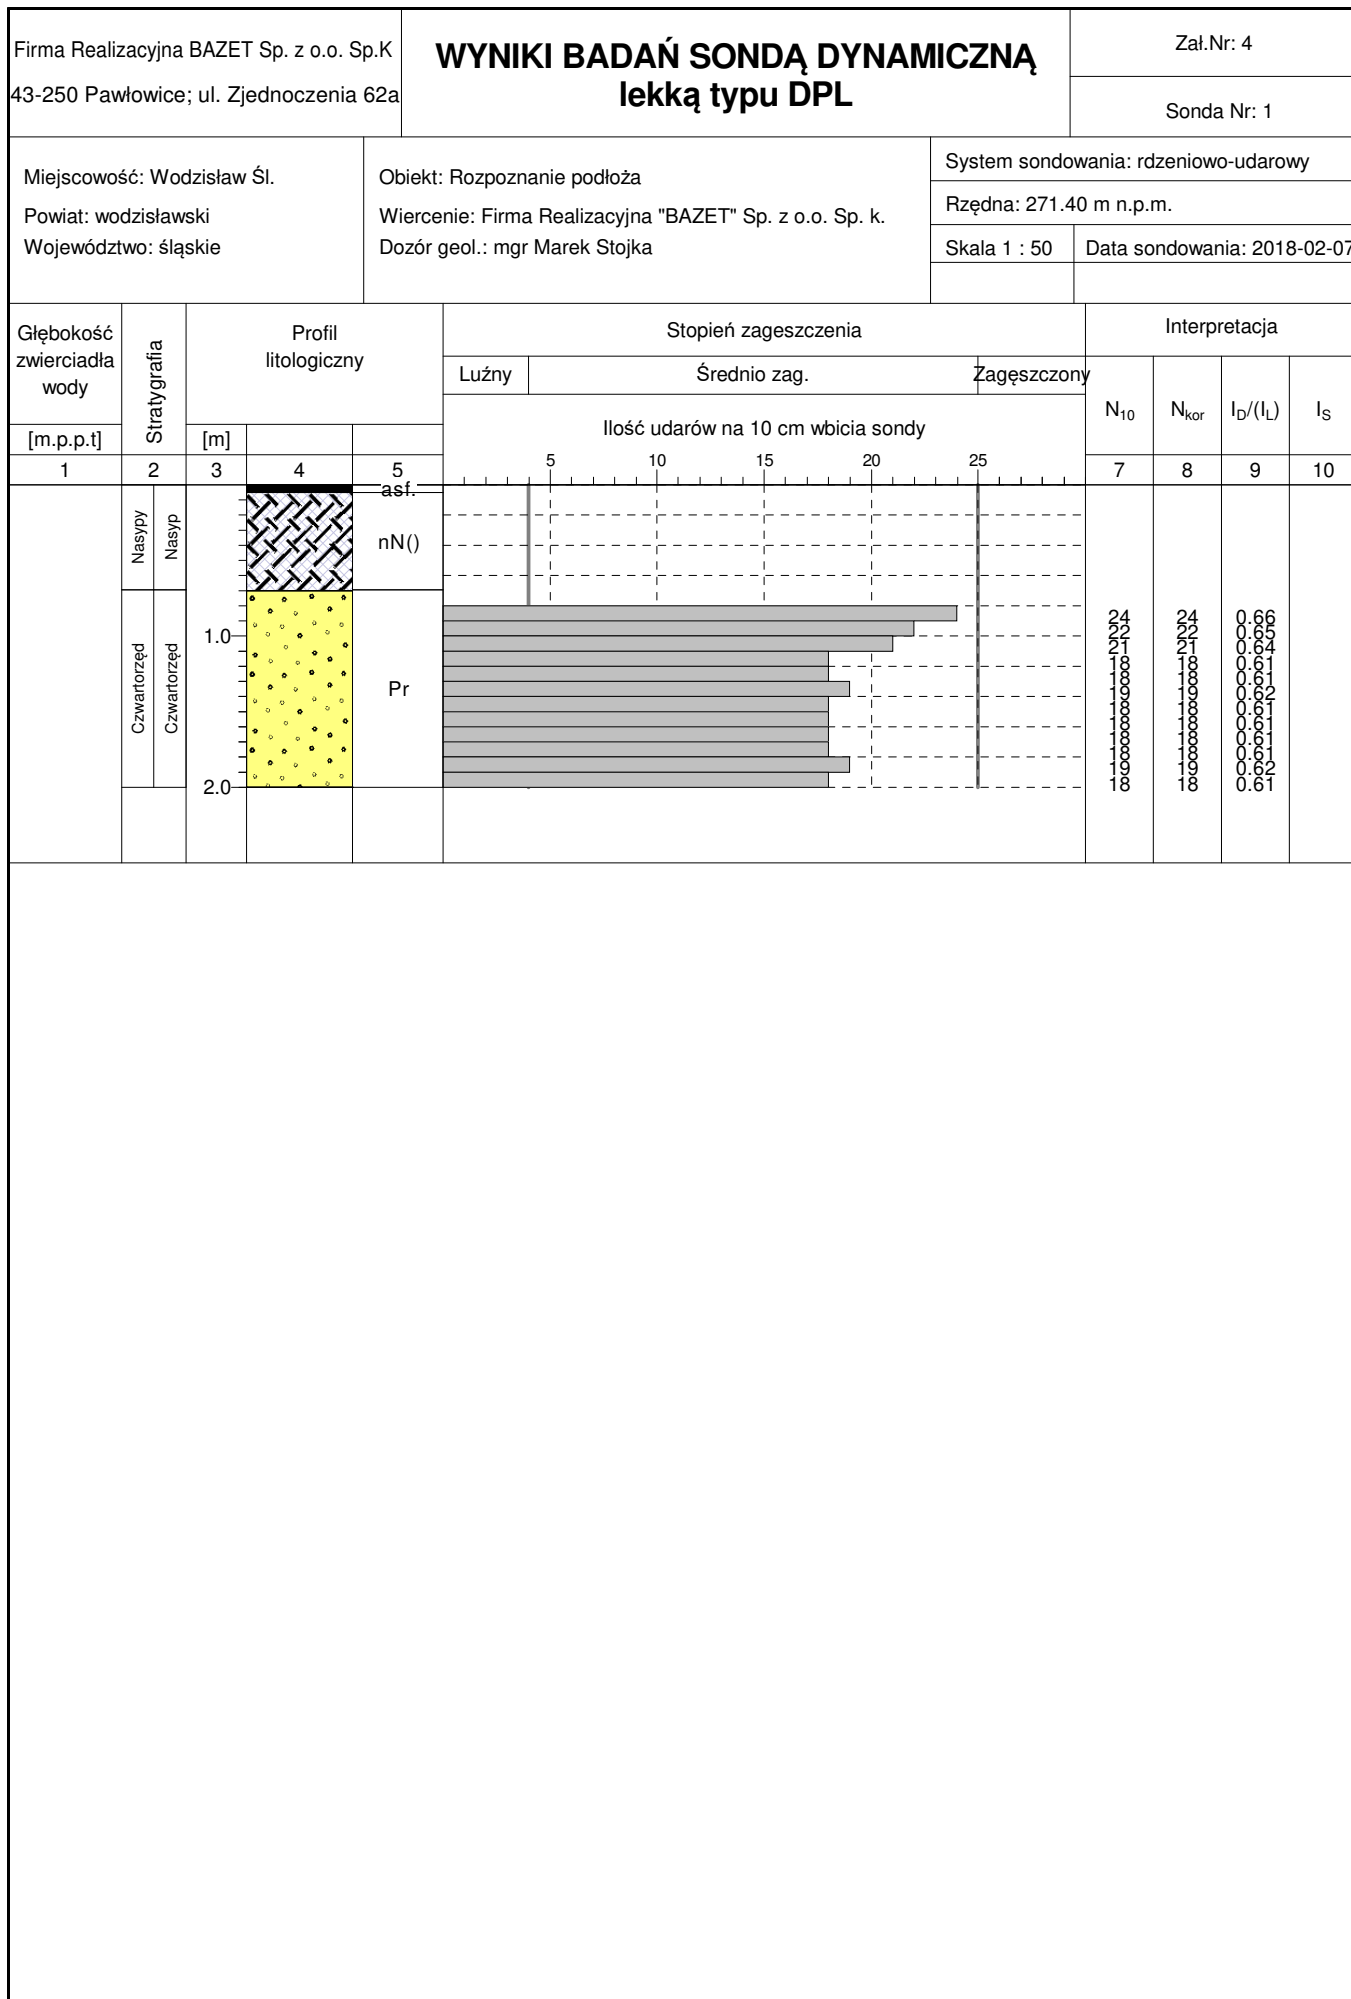 Firma Realizacyjna BAZET Sp. z o.o. Sp.K
43-250 Pawłowice; ul. Zjednoczenia 62a
WYNIKI BADAŃ SONDĄ DYNAMICZNĄ
lekką typu DPL
Zał.Nr: 4
Sonda Nr: 1
Miejscowość: Wodzisław Śl.
Powiat: wodzisławski
Województwo: śląskie
Obiekt: Rozpoznanie podłoża
Wiercenie: Firma Realizacyjna "BAZET" Sp. z o.o. Sp. k.
Dozór geol.: mgr Marek Stojka
System sondowania: rdzeniowo-udarowy
Rzędna: 271.40 m n.p.m.
Skala 1 : 50
Data sondowania: 2018-02-07
Głębokość
zwierciadła
wody
[m.p.p.t]
Stratygrafia
Profil
litologiczny
[m]
Stopień zageszczenia
Luźny
Średnio zag.
Zagęszczony
Ilość udarów na 10 cm wbicia sondy
5 10 15 20 25
Interpretacja
N10
Nkor
ID/(IL)
IS
1 2 3 4 5 7 8 9 10
asf.
Nasypy
Nasyp
nN()
Czwartorzęd
Czwartorzęd
1.0
2.0
Pr
24 24 0.66
22 22 0.65
21 21 0.64
18 18 0.61
18 18 0.61
19 19 0.62
18 18 0.61
18 18 0.61
18 18 0.61
18 18 0.61
19 19 0.62
18 18 0.61